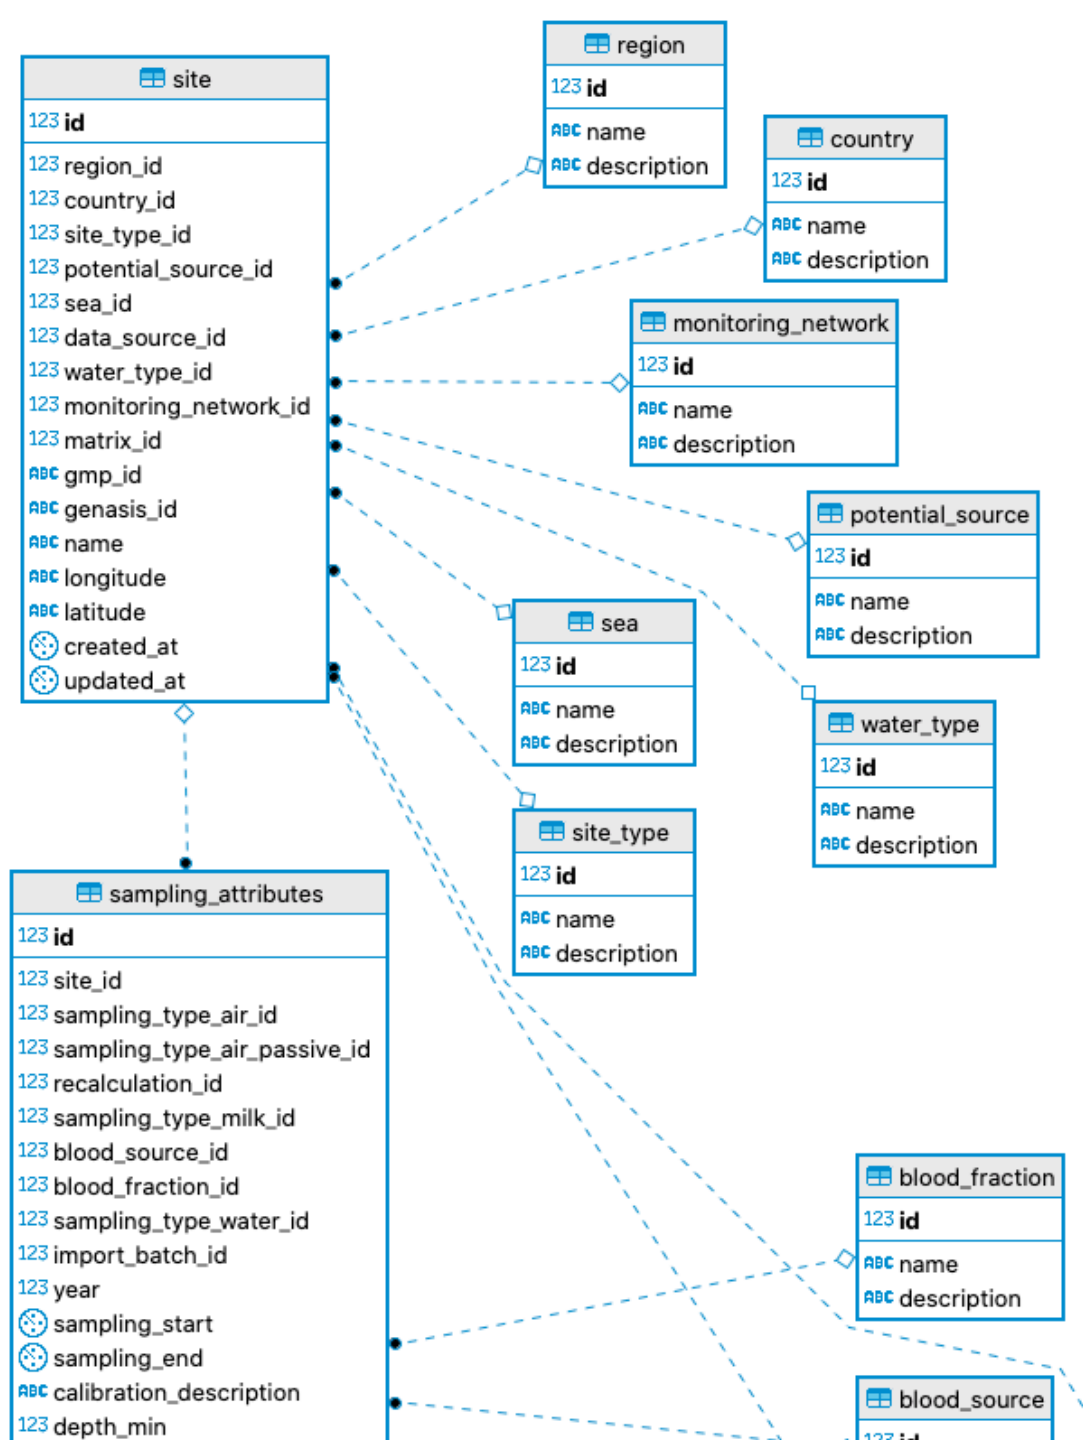 site
123 id
123 region_id
123 country_id
123 site_type_id
123 potential_source_id
123 sea_id
123 data_source_id
123 water_type_id
123 monitoring_network_id
123 matrix_id
ABC gmp_id
ABC genasis_id
ABC name
ABC longitude
ABC latitude
created_at
updated_at
region
123 id
ABC name
ABC description
country
123 id
ABC name
ABC description
monitoring_network
123 id
ABC name
ABC description
potential_source
123 id
ABC name
ABC description
sea
123 id
ABC name
ABC description
water_type
123 id
ABC name
ABC description
site_type
123 id
ABC name
ABC description
sampling_attributes
123 id
123 site_id
123 sampling_type_air_id
123 sampling_type_air_passive_id
123 recalculation_id
123 sampling_type_milk_id
123 blood_source_id
123 blood_fraction_id
123 sampling_type_water_id
123 import_batch_id
123 year
sampling_start
sampling_end
ABC calibration_description
123 depth_min
blood_fraction
123 id
ABC name
ABC description
blood_source
123 id